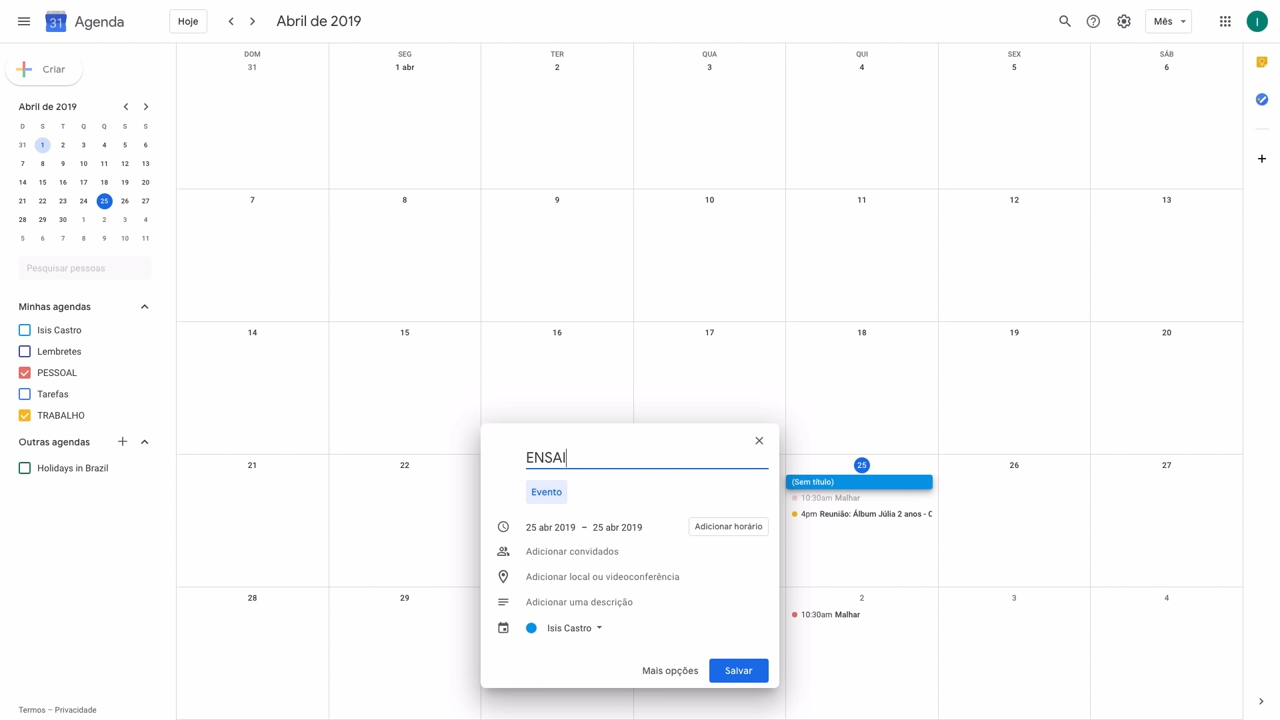 31 Agenda Hoje Abril de 2019 Mês I
Criar
Abril de 2019
D S T Q Q S S
31 1 2 3 4 5 6
7 8 9 10 11 12 13
14 15 16 17 18 19 20
21 22 23 24 25 26 27
28 29 30 1 2 3 4
5 6 7 8 9 10 11
Pesquisar pessoas
Minhas agendas
Isis Castro
Lembretes
PESSOAL
Tarefas
TRABALHO
Outras agendas
Holidays in Brazil
Termos – Privacidade
DOM SEG TER QUA QUI SEX SÁB
31 1 abr 2 3 4 5 6
7 8 9 10 11 12 13
14 15 16 17 18 19 20
21 22 25 26 27
(Sem título)
10:30am Malhar
4pm Reunião: Álbum Júlia 2 anos - C
28 29 2 3 4
10:30am Malhar
ENSAI
Evento
25 abr 2019 – 25 abr 2019 Adicionar horário
Adicionar convidados
Adicionar local ou videoconferência
Adicionar uma descrição
Isis Castro
Mais opções Salvar